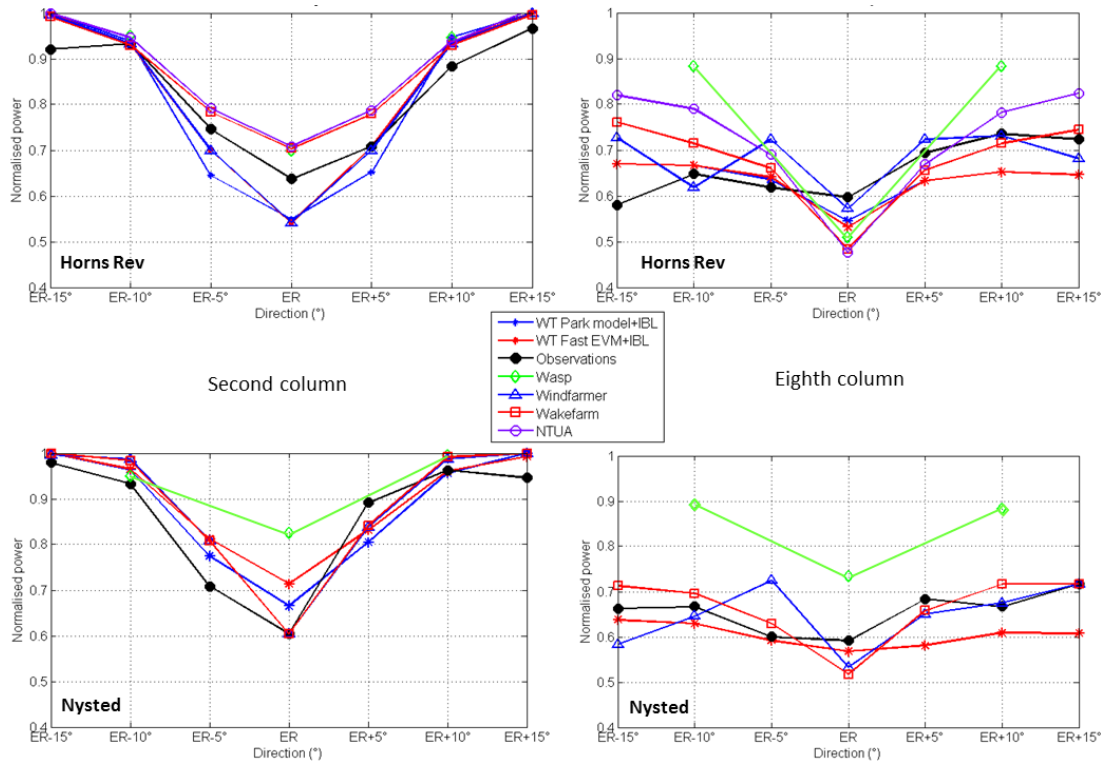 1
0.9
0.8
0.7
0.6
0.5
0.4
Normalised power
Horns Rev
ER-15° ER-10° ER-5° ER ER+5° ER+10° ER+15°
Direction (°)
1
0.9
0.8
0.7
0.6
0.5
0.4
Normalised power
Horns Rev
ER-15° ER-10° ER-5° ER ER+5° ER+10° ER+15°
Direction (°)
WT Park model+IBL
WT Fast EVM+IBL
Observations
Wasp
Windfarmer
Wakefarm
NTUA
Second column
Eighth column
1
0.9
0.8
0.7
0.6
0.5
0.4
Normalised power
Nysted
ER-15° ER-10° ER-5° ER ER+5° ER+10° ER+15°
Direction (°)
1
0.9
0.8
0.7
0.6
0.5
0.4
Normalised power
Nysted
ER-15° ER-10° ER-5° ER ER+5° ER+10° ER+15°
Direction (°)